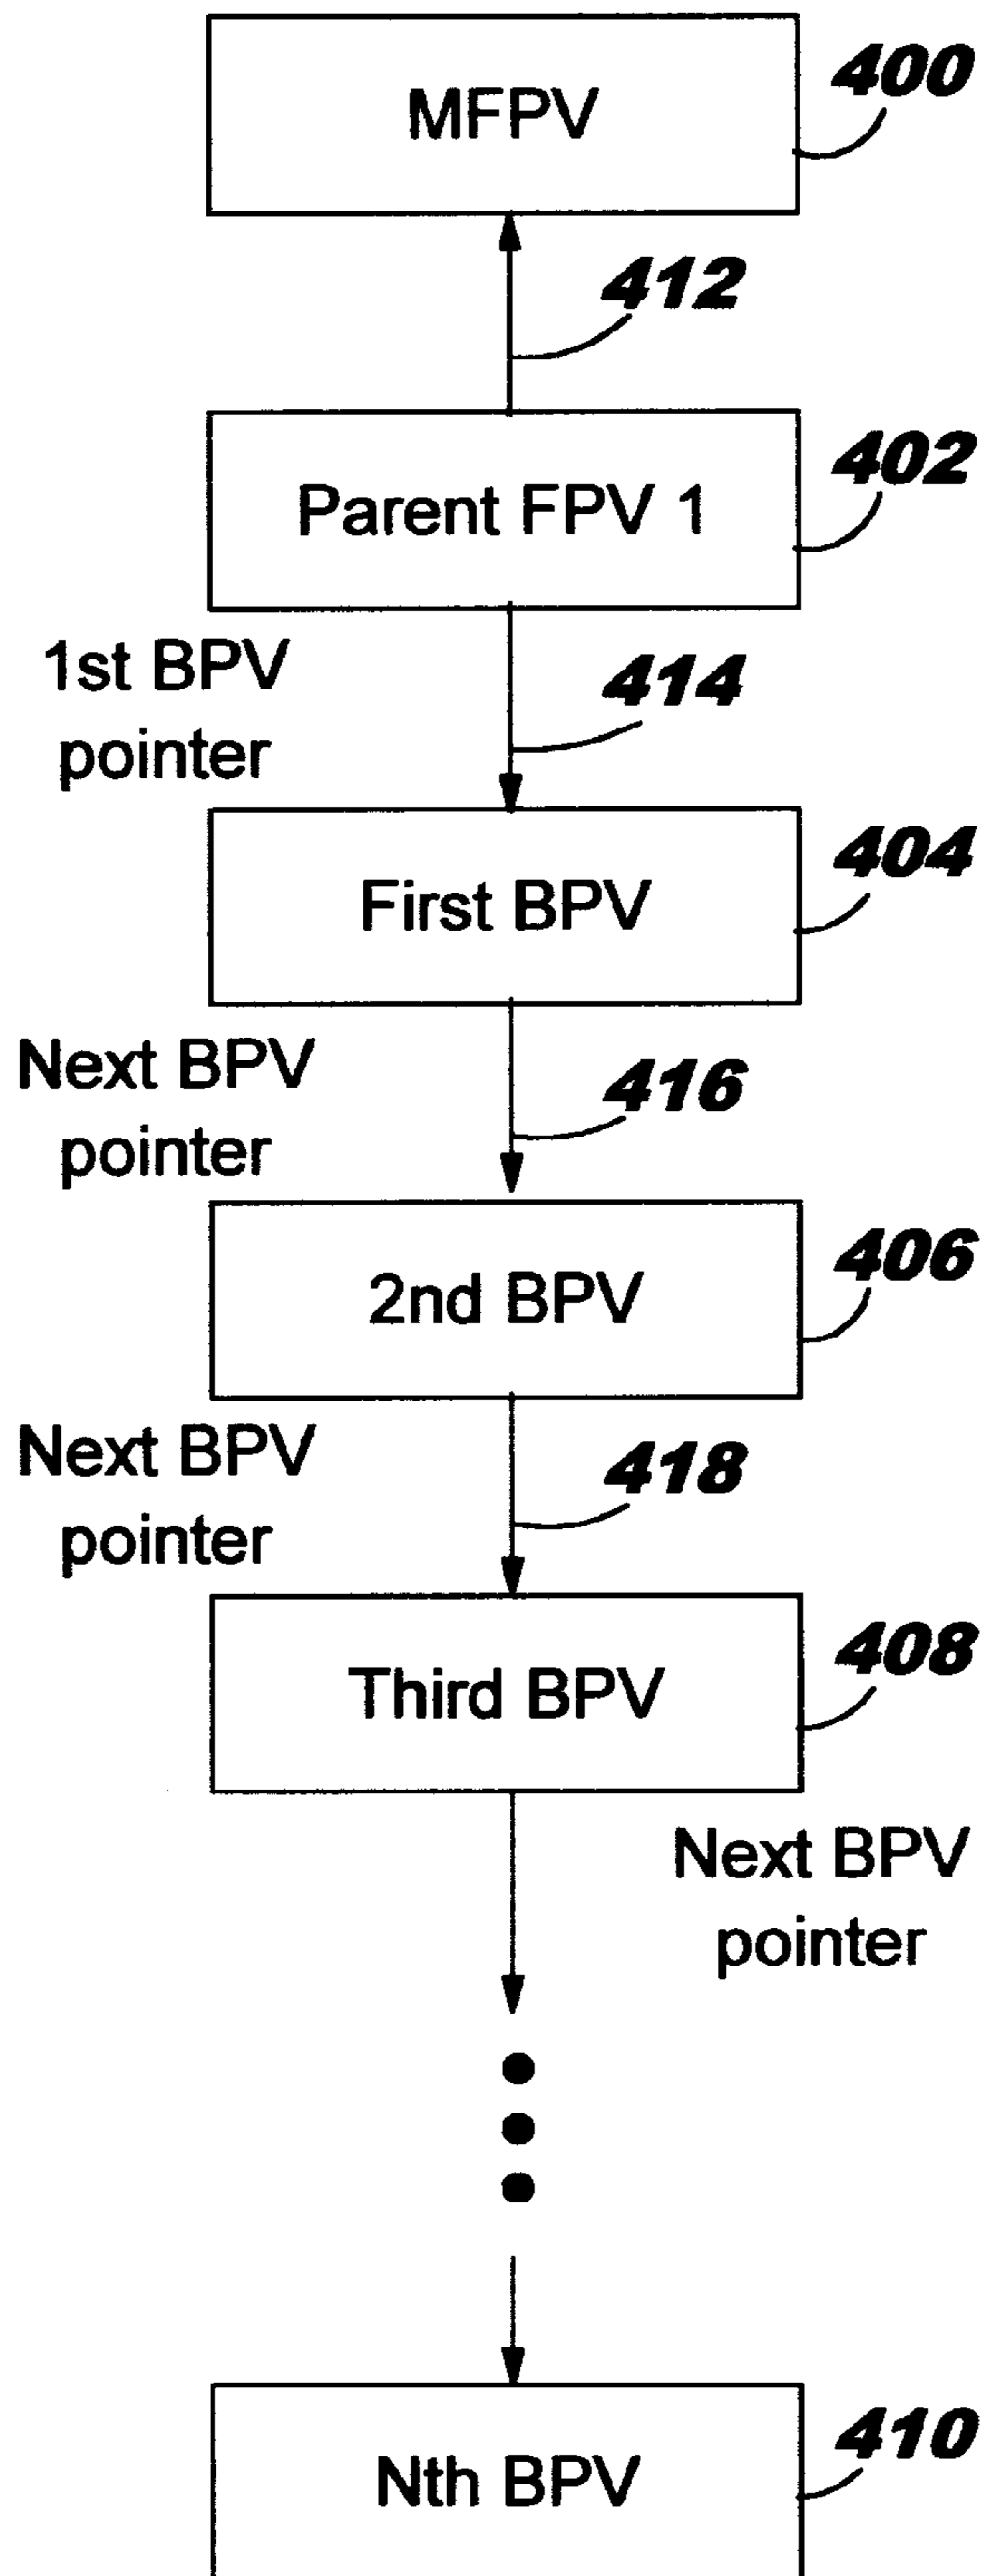 MFPV
400
412
Parent FPV 1
402
1st BPV
pointer
414
First BPV
404
Next BPV
pointer
416
2nd BPV
406
Next BPV
pointer
418
Third BPV
408
Next BPV
pointer
Nth BPV
410